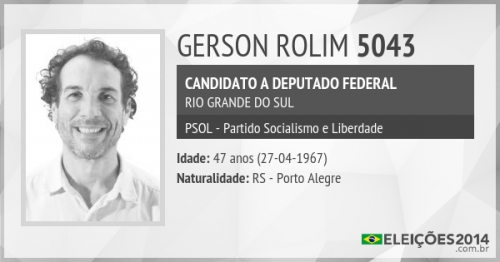 GERSON ROLIM 5043
CANDIDATO A DEPUTADO FEDERAL
RIO GRANDE DO SUL
PSOL - Partido Socialismo e Liberdade
Idade: 47 anos (27-04-1967)
Naturalidade: RS - Porto Alegre
ELEIÇÕES2014
.com.br